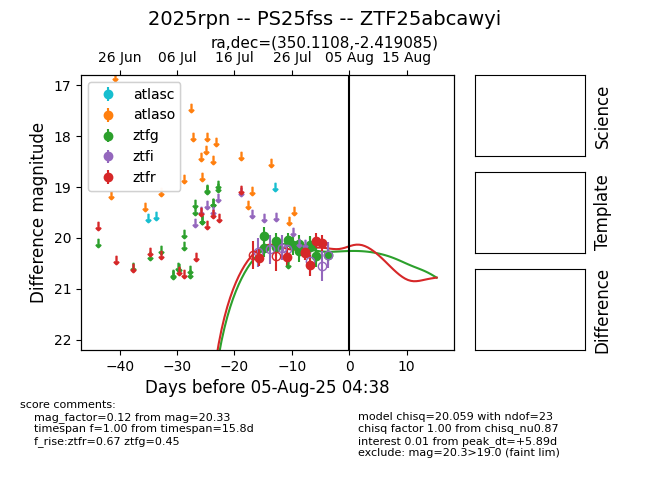 2025rpn -- PS25fss -- ZTF25abcawyi
ra,dec=(350.1108,-2.419085)
26 Jun 06 Jul 16 Jul 26 Jul 05 Aug 15 Aug
17
18
19
20
21
22
Difference magnitude
atlasc
atlaso
ztfg
ztfi
ztfr
−40 −30 −20 −10 0 10
Days before 05-Aug-25 04:38
Science
Template
Difference
score comments:
mag_factor=0.12 from mag=20.33
timespan f=1.00 from timespan=15.8d
f_rise:ztfr=0.67 ztfg=0.45
model chisq=20.059 with ndof=23
chisq factor 1.00 from chisq_nu0.87
interest 0.01 from peak_dt=+5.89d
exclude: mag=20.3>19.0 (faint lim)